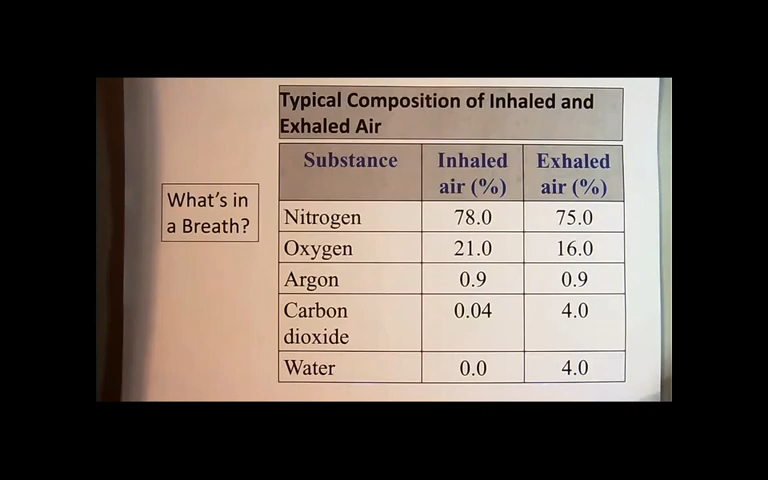 Typical Composition of Inhaled and
Exhaled Air
What's in
a Breath?
Substance Inhaled air (%) Exhaled air (%)
Nitrogen 78.0 75.0
Oxygen 21.0 16.0
Argon 0.9 0.9
Carbon dioxide 0.04 4.0
Water 0.0 4.0